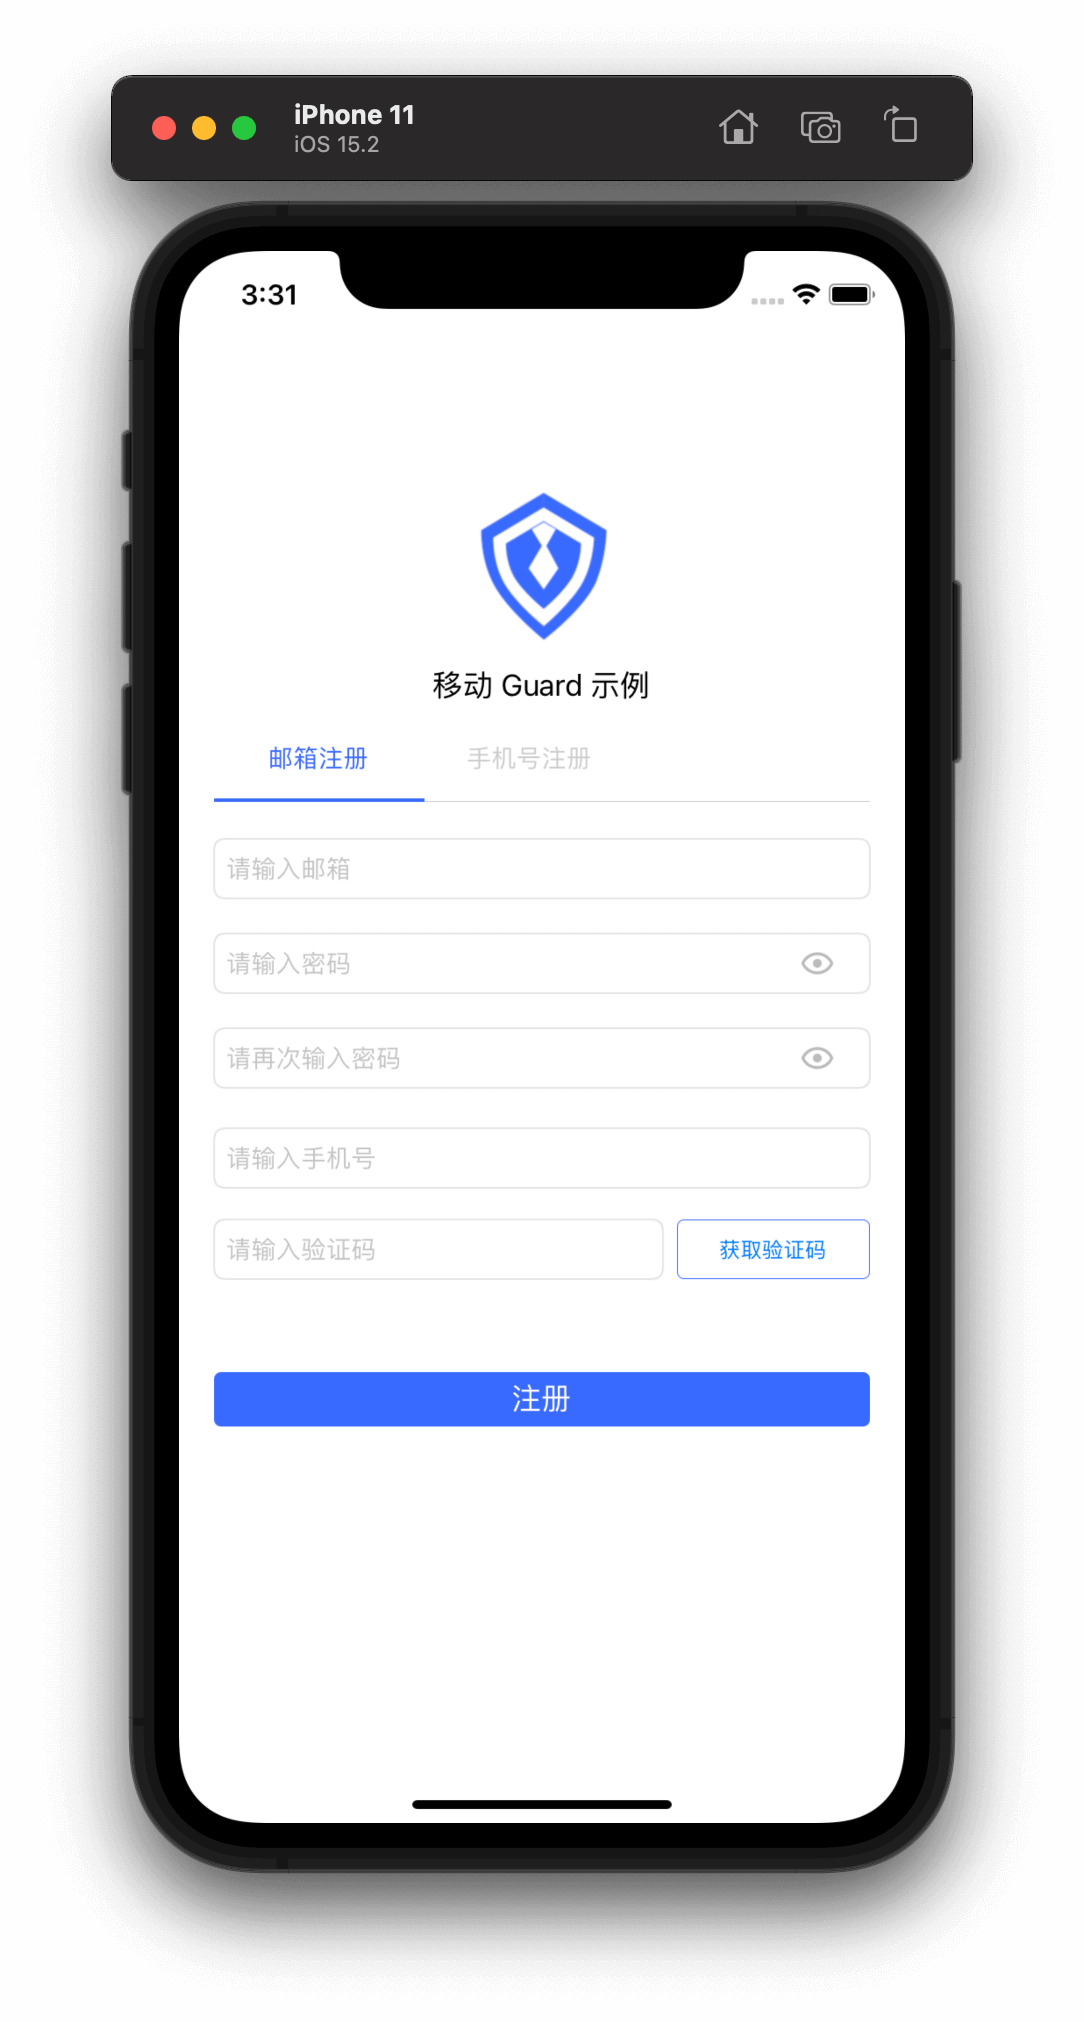 iPhone 11
iOS 15.2
3:31
移动 Guard 示例
邮箱注册 手机号注册
请输入邮箱
请输入密码
请再次输入密码
请输入手机号
请输入验证码 获取验证码
注册